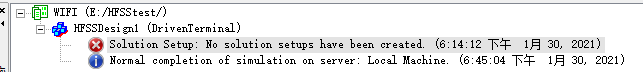 WIFI (E:/HFSStest/)
HFSSDesign1 (DrivenTerminal)
Solution Setup: No solution setups have been created. (6:14:12 下午  1月 30, 2021)
Normal completion of simulation on server: Local Machine. (6:45:04 下午  1月 30, 2021)